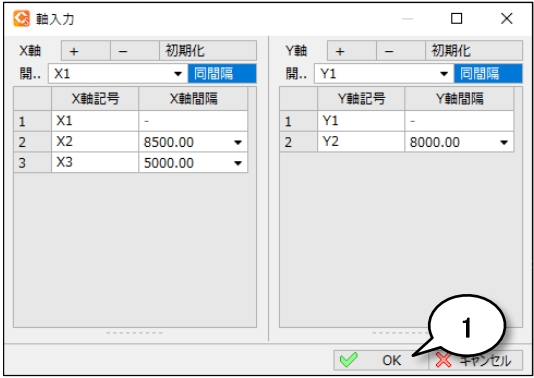 軸入力
X軸 + − 初期化
開.. X1 同間隔
X軸記号 X軸間隔
1 X1 -
2 X2 8500.00
3 X3 5000.00
Y軸 + − 初期化
開.. Y1 同間隔
Y軸記号 Y軸間隔
1 Y1 -
2 Y2 8000.00
1
OK キャンセル